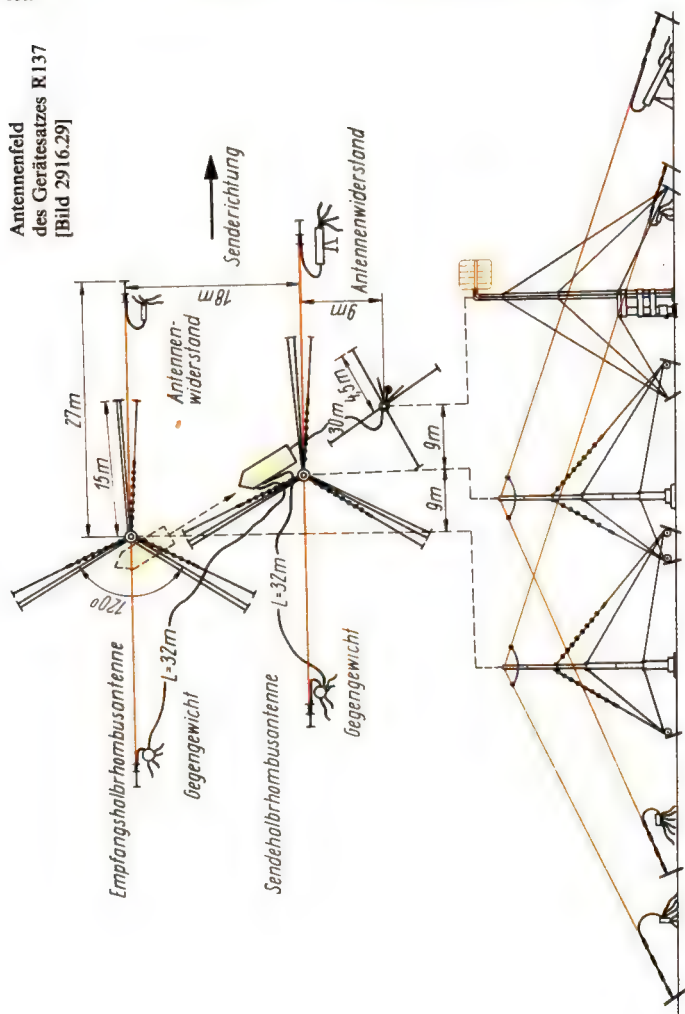 Antennenfeld
des Gerätesatzes R 137
[Bild 2916.29]
Senderichtung
27m
15m
18m
Antennen-
widerstand
Antennenwiderstand
9m
30m
4,5m
9m
9m
120°
L=32m
L=32m
Empfangshalbrhombusantenne
Gegengewicht
Sendehalbrhombusantenne
Gegengewicht